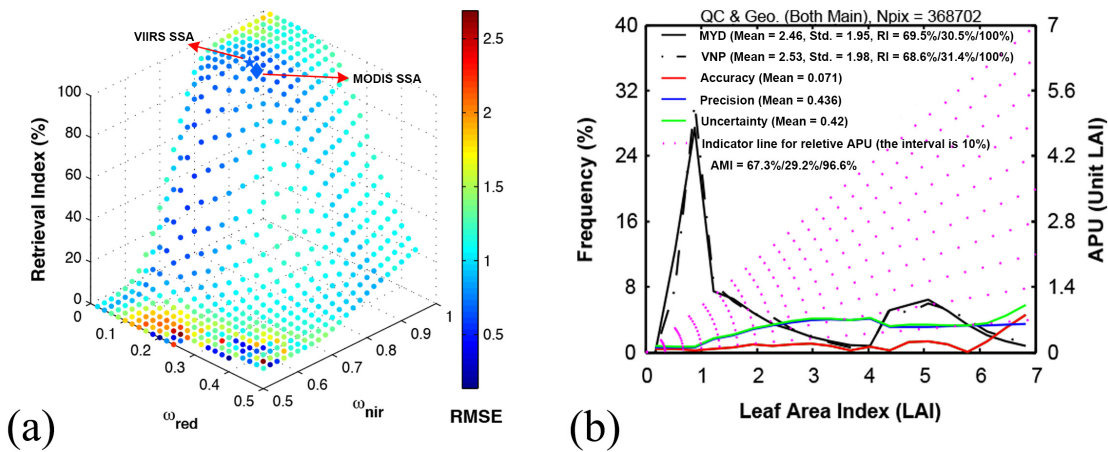 VIIRS SSA
MODIS SSA
Retrieval Index (%)
100
80
60
40
20
0
0
0.1
0.2
0.3
0.4
0.5
ωred
0.5
0.6
0.7
0.8
0.9
1
ωnir
2.5
2
1.5
1
0.5
RMSE
(a)
QC & Geo. (Both Main), Npix = 368702
MYD (Mean = 2.46, Std. = 1.95, RI = 69.5%/30.5%/100%)
VNP (Mean = 2.53, Std. = 1.98, RI = 68.6%/31.4%/100%)
Accuracy (Mean = 0.071)
Precision (Mean = 0.436)
Uncertainty (Mean = 0.42)
Indicator line for reletive APU (the interval is 10%)
AMI = 67.3%/29.2%/96.6%
Frequency (%)
40
32
24
16
8
0
APU (Unit LAI)
7
5.6
4.2
2.8
1.4
0
0 1 2 3 4 5 6 7
Leaf Area Index (LAI)
(b)